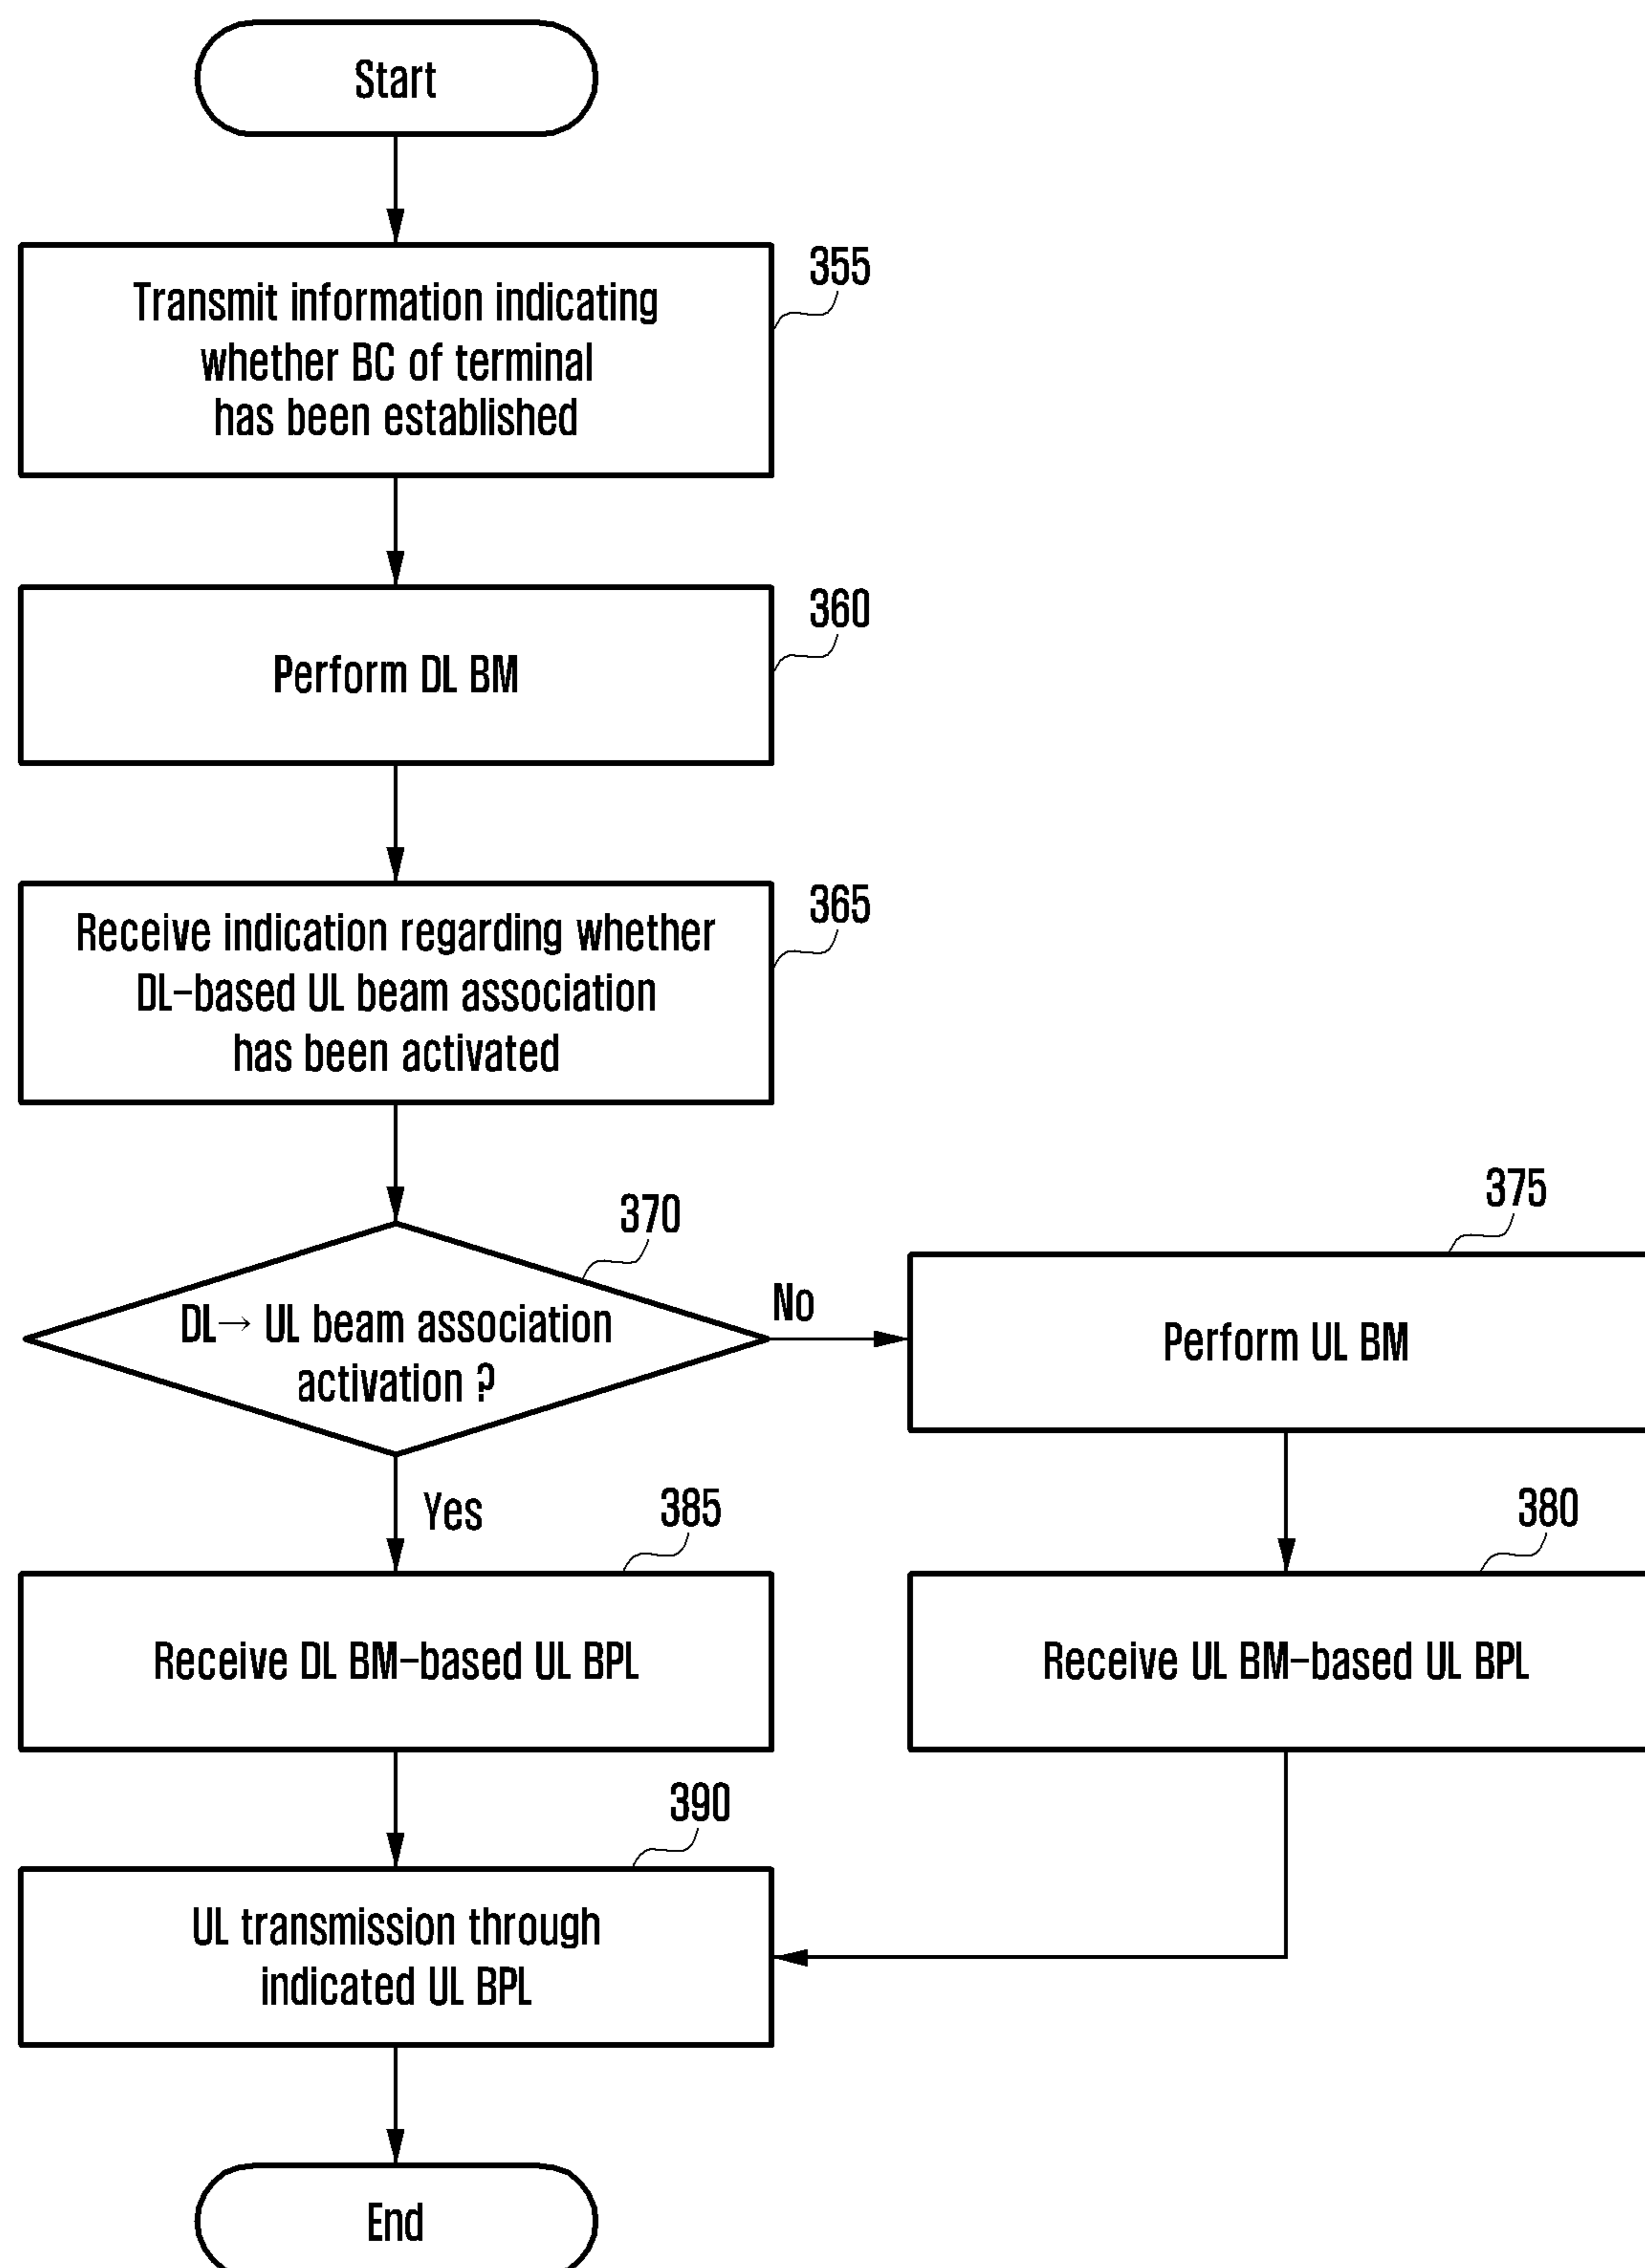 Start
355
Transmit information indicating
whether BC of terminal
has been established
360
Perform DL BM
365
Receive indication regarding whether
DL-based UL beam association
has been activated
370
DL→ UL beam association
activation ?
No
375
Perform UL BM
Yes
385
Receive DL BM-based UL BPL
380
Receive UL BM-based UL BPL
390
UL transmission through
indicated UL BPL
End